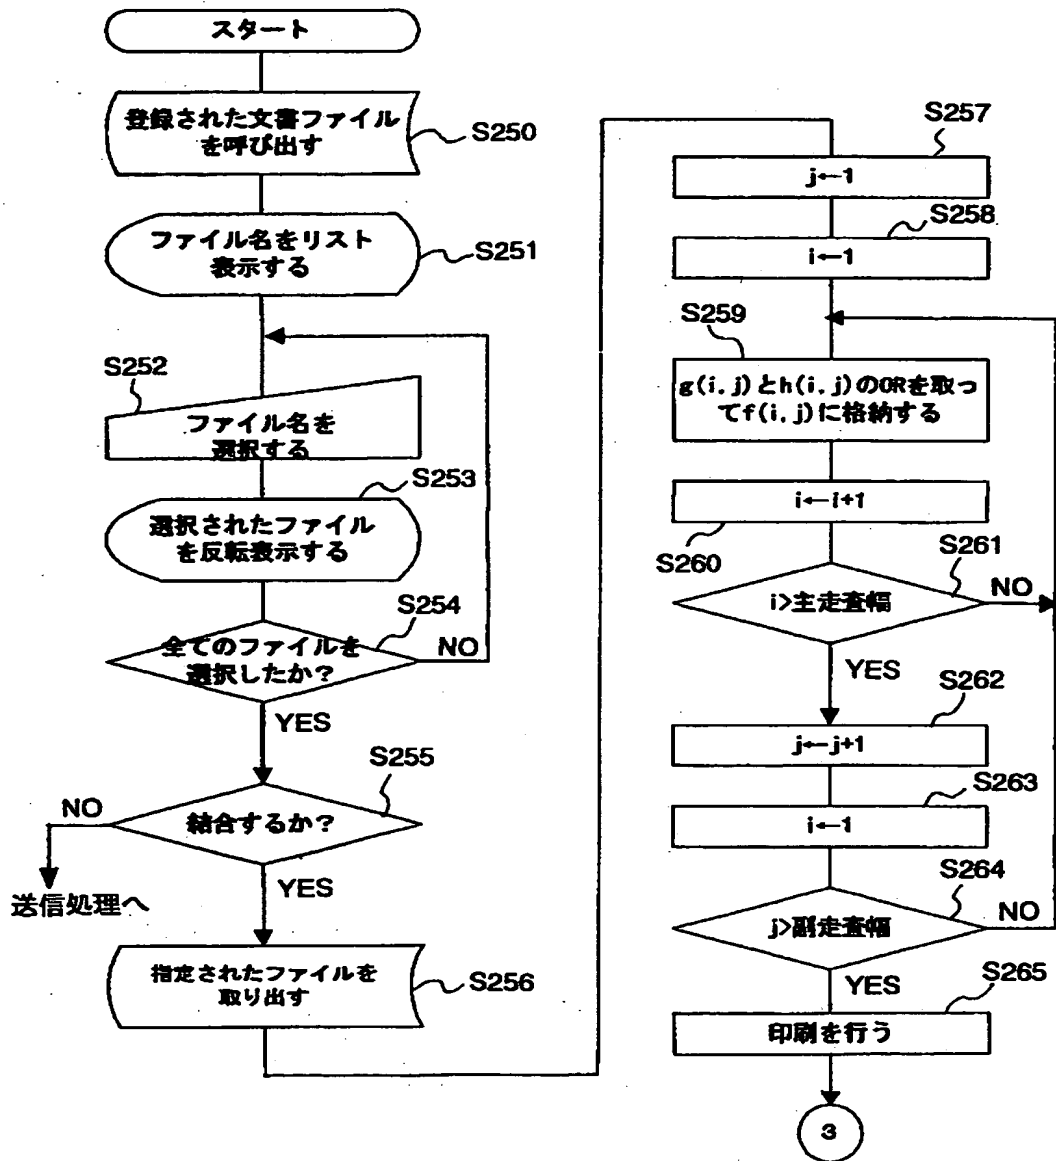 スタート
登録された文書ファイル
を呼び出す
S250
ファイル名をリスト
表示する
S251
S252
ファイル名を
選択する
S253
選択されたファイル
を反転表示する
S254
全てのファイルを
選択したか?
NO
YES
S255
NO
結合するか?
送信処理へ
YES
指定されたファイルを
取り出す
S256
S257
j←1
S258
i←1
S259
g(i,j)とh(i,j)のORを取っ
てf(i,j)に格納する
i←i+1
S260
S261
i>主走査幅
NO
YES
S262
j←j+1
S263
i←1
S264
j>副走査幅
NO
YES
S265
印刷を行う
3